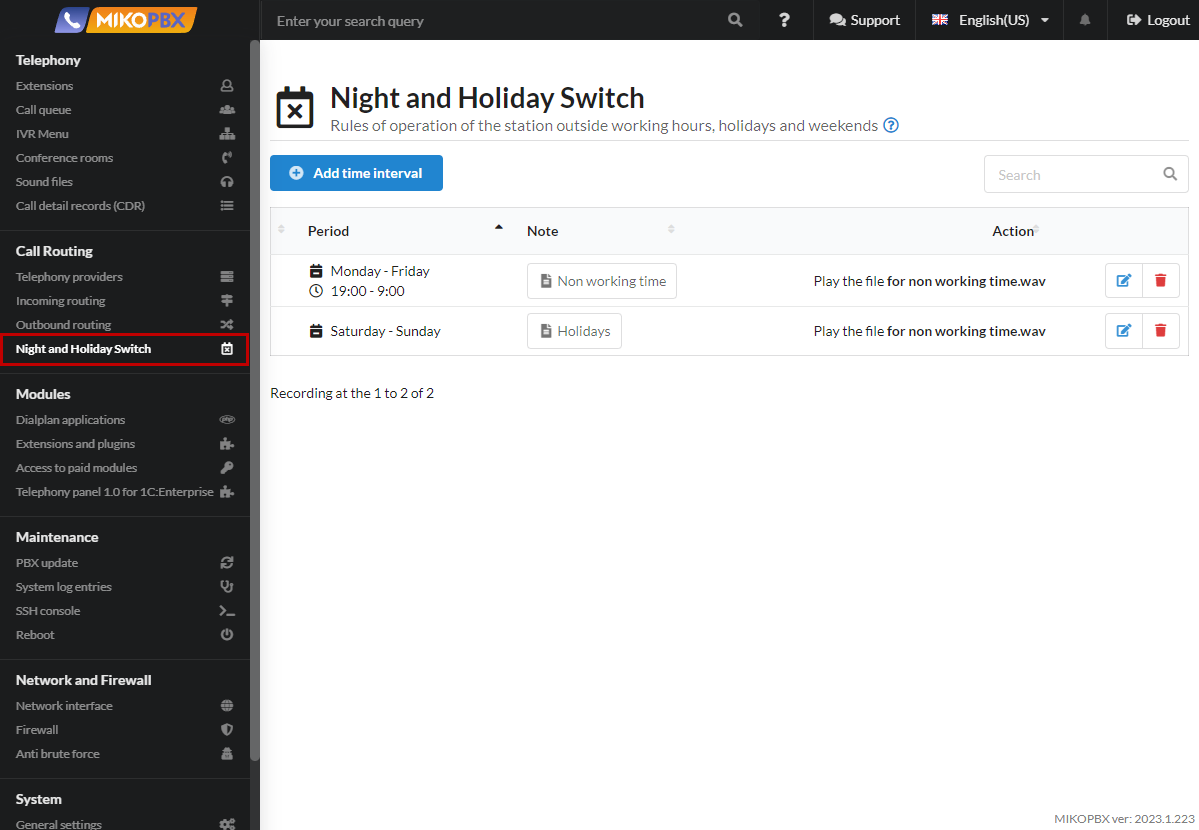 MIKOPBX
Enter your search query
?
Support
English(US)
Logout
Telephony
Extensions
Call queue
IVR Menu
Conference rooms
Sound files
Call detail records (CDR)
Call Routing
Telephony providers
Incoming routing
Outbound routing
Night and Holiday Switch
Modules
Dialplan applications
php
Extensions and plugins
Access to paid modules
Telephony panel 1.0 for 1C:Enterprise
Maintenance
PBX update
System log entries
SSH console
Reboot
Network and Firewall
Network interface
Firewall
Anti brute force
System
General settings
Night and Holiday Switch
Rules of operation of the station outside working hours, holidays and weekends ?
Add time interval
Search
Period Note Action
Monday - Friday
19:00 - 9:00
Non working time
Play the file for non working time.wav
Saturday - Sunday
Holidays
Play the file for non working time.wav
Recording at the 1 to 2 of 2
MIKOPBX ver: 2023.1.223